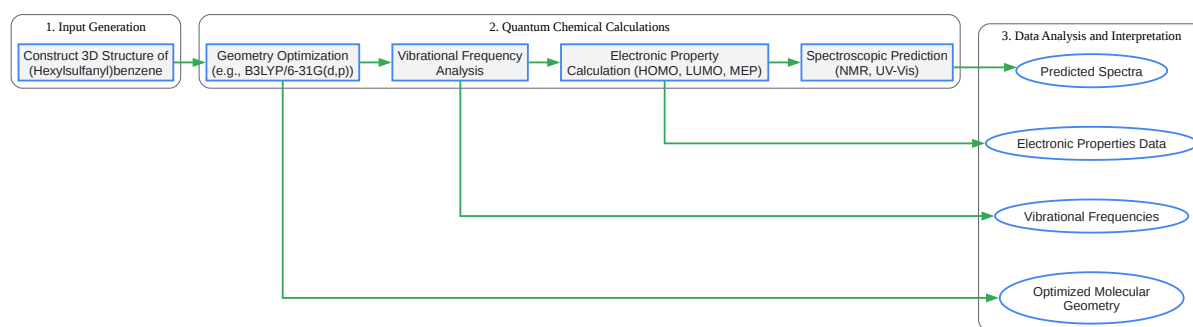 1. Input Generation
Construct 3D Structure of
(Hexylsulfanyl)benzene
2. Quantum Chemical Calculations
Geometry Optimization
(e.g., B3LYP/6-31G(d,p))
Vibrational Frequency
Analysis
Electronic Property
Calculation (HOMO, LUMO, MEP)
Spectroscopic Prediction
(NMR, UV-Vis)
3. Data Analysis and Interpretation
Predicted Spectra
Electronic Properties Data
Vibrational Frequencies
Optimized Molecular
Geometry